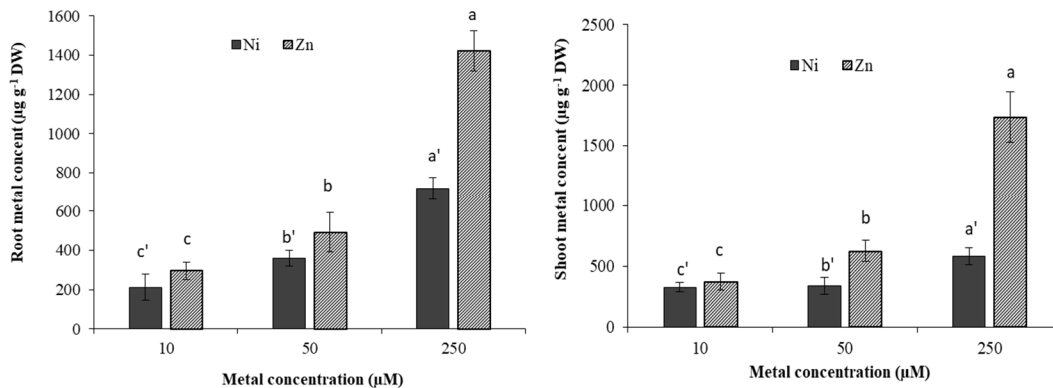 Root metal concent (µg g-1 DW)
1600
1400
1200
1000
800
600
400
200
0
Ni
Zn
c'
c
b'
b
a'
a
10
50
250
Metal concentration (µM)
Shoot metal concent (µg g-1 DW)
2500
2000
1500
1000
500
0
Ni
Zn
c'
c
b'
b
a'
a
10
50
250
Metal concentration (µM)